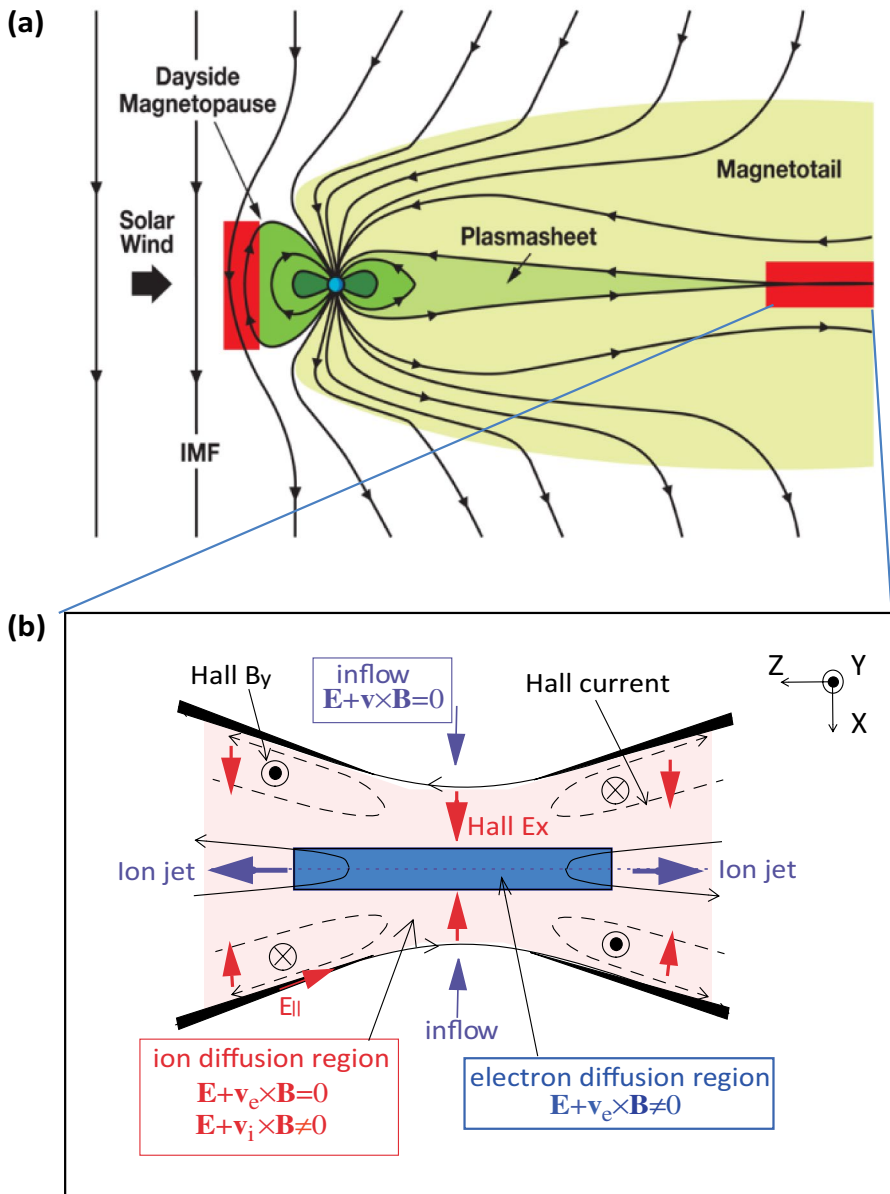 (a)
Dayside
Magnetopause
Magnetotail
Solar
Wind
Plasmasheet
IMF
(b)
Hall By
inflow
E+v×B=0
Hall current
Z
Y
X
Hall Ex
Ion jet
Ion jet
E||
inflow
ion diffusion region
E+vₑ×B=0
E+vᵢ×B≠0
electron diffusion region
E+vₑ×B≠0